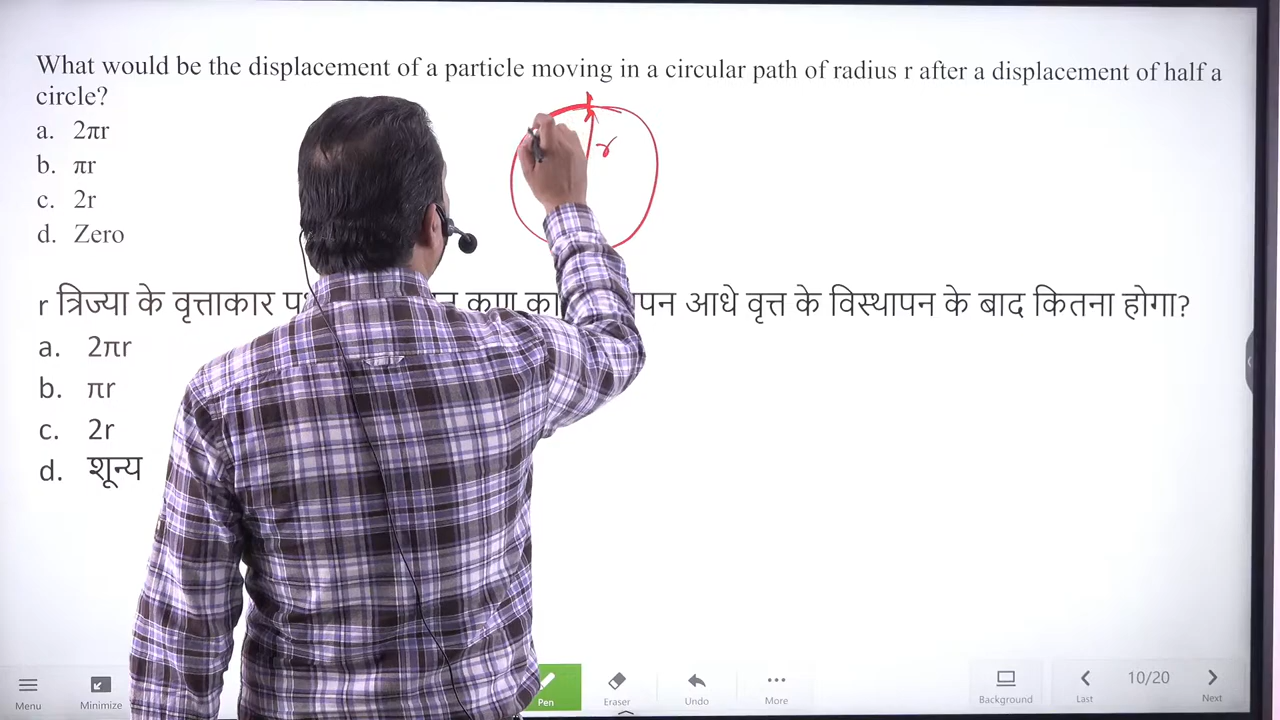 What would be the displacement of a particle moving in a circular path of radius r after a displacement of half a
circle?
a. 2πr
b. πr
c. 2r
d. Zero
r
r त्रिज्या के वृत्ताकार कण का आधे वृत्त के विस्थापन के बाद कितना होगा?
a. 2πr
b. πr
c. 2r
d. शून्य
Menu
Minimize
Pen
Eraser
Undo
More
Background
Last
10/20
Next